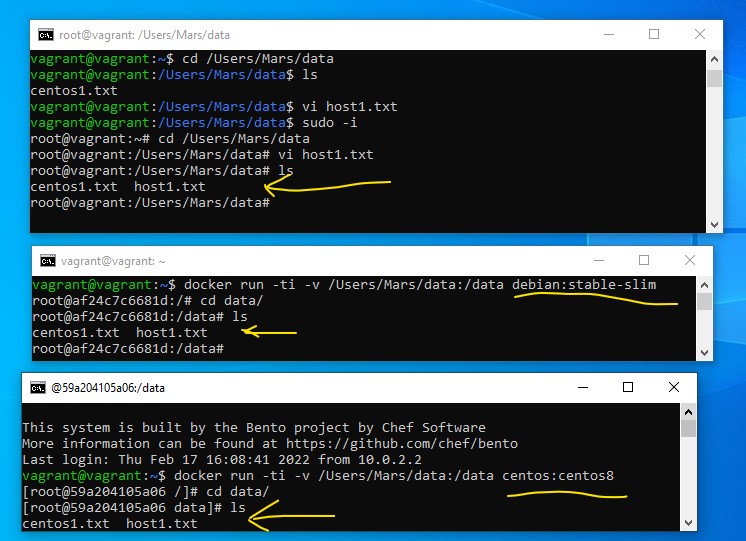 root@vagrant: /Users/Mars/data
vagrant@vagrant:~$ cd /Users/Mars/data
vagrant@vagrant:/Users/Mars/data$ ls
centos1.txt
vagrant@vagrant:/Users/Mars/data$ vi host1.txt
vagrant@vagrant:/Users/Mars/data$ sudo -i
root@vagrant:~# cd /Users/Mars/data
root@vagrant:/Users/Mars/data# vi host1.txt
root@vagrant:/Users/Mars/data# ls
centos1.txt  host1.txt
root@vagrant:/Users/Mars/data#
vagrant@vagrant: ~
vagrant@vagrant:~$ docker run -ti -v /Users/Mars/data:/data debian:stable-slim
root@af24c7c6681d:/# cd data/
root@af24c7c6681d:/data# ls
centos1.txt  host1.txt
root@af24c7c6681d:/data#
@59a204105a06:/data
This system is built by the Bento project by Chef Software
More information can be found at https://github.com/chef/bento
Last login: Thu Feb 17 16:08:41 2022 from 10.0.2.2
vagrant@vagrant:~$ docker run -ti -v /Users/Mars/data:/data centos:centos8
[root@59a204105a06 /]# cd data/
[root@59a204105a06 data]# ls
centos1.txt  host1.txt